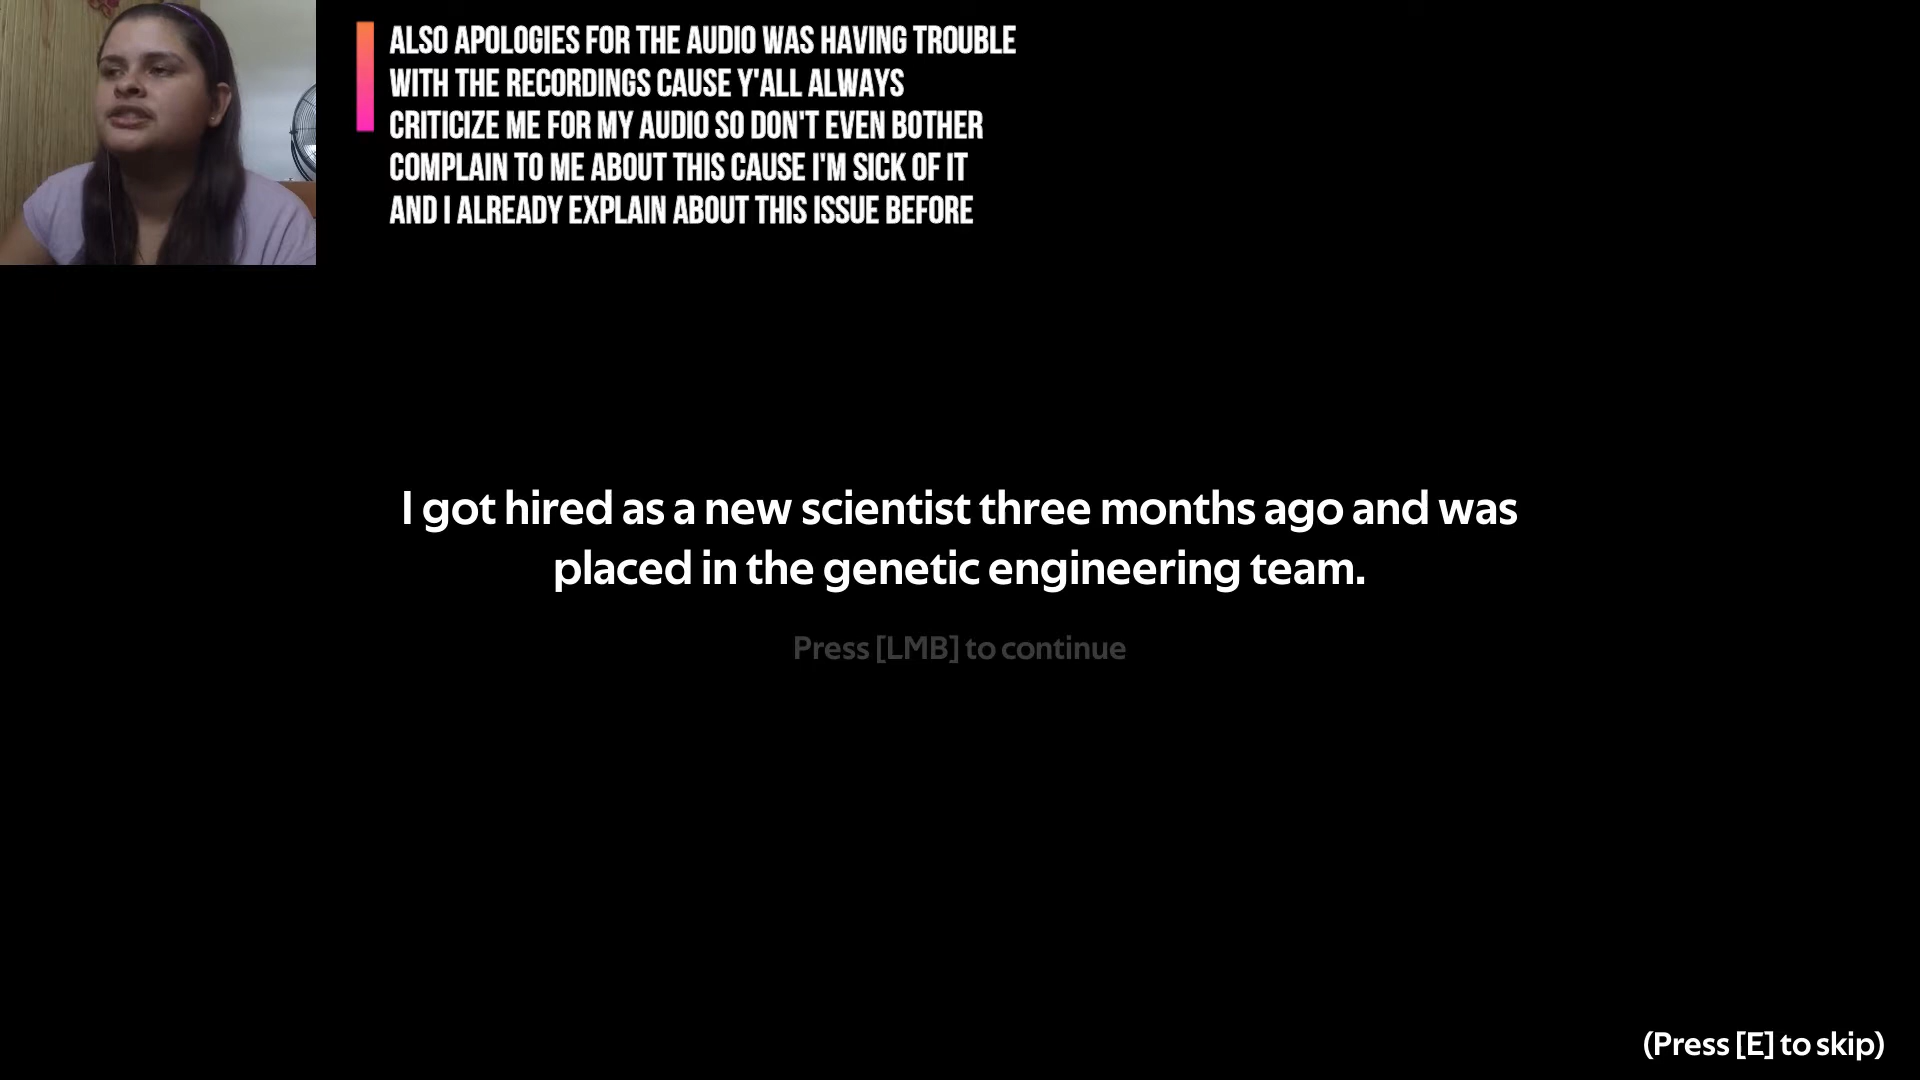 ALSO APOLOGIES FOR THE AUDIO WAS HAVING TROUBLE
WITH THE RECORDINGS CAUSE Y'ALL ALWAYS
CRITICIZE ME FOR MY AUDIO SO DON'T EVEN BOTHER
COMPLAIN TO ME ABOUT THIS CAUSE I'M SICK OF IT
AND I ALREADY EXPLAIN ABOUT THIS ISSUE BEFORE
I got hired as a new scientist three months ago and was
placed in the genetic engineering team.
Press [LMB] to continue
(Press [E] to skip)